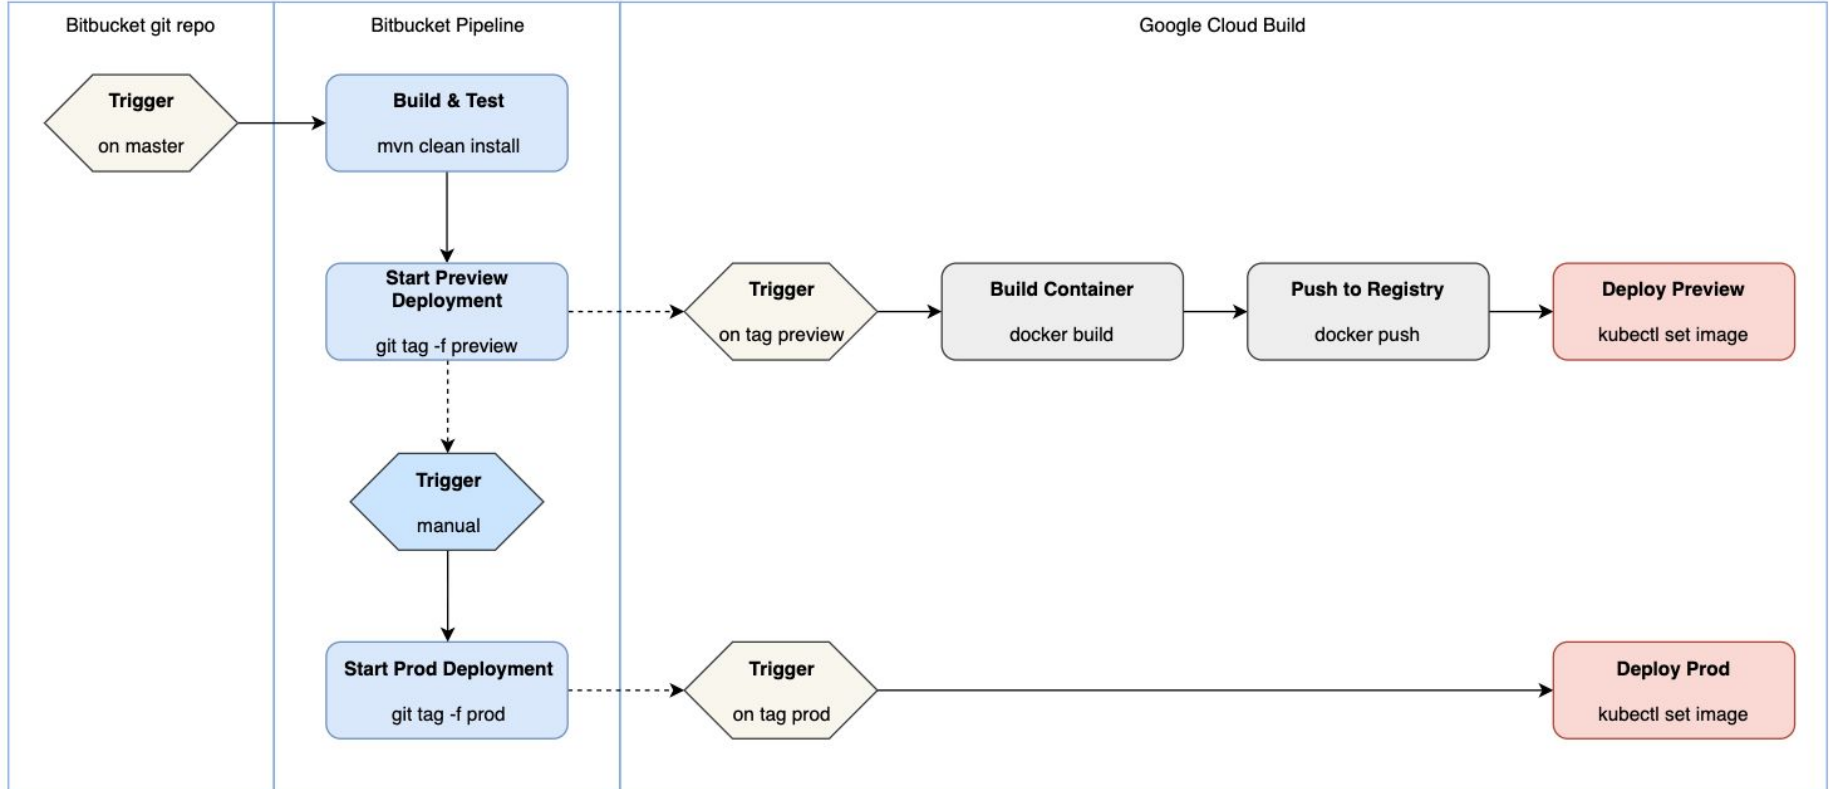 Bitbucket git repo
Bitbucket Pipeline
Google Cloud Build
Trigger
on master
Build & Test
mvn clean install
Start Preview
Deployment
git tag -f preview
Trigger
on tag preview
Build Container
docker build
Push to Registry
docker push
Deploy Preview
kubectl set image
Trigger
manual
Start Prod Deployment
git tag -f prod
Trigger
on tag prod
Deploy Prod
kubectl set image